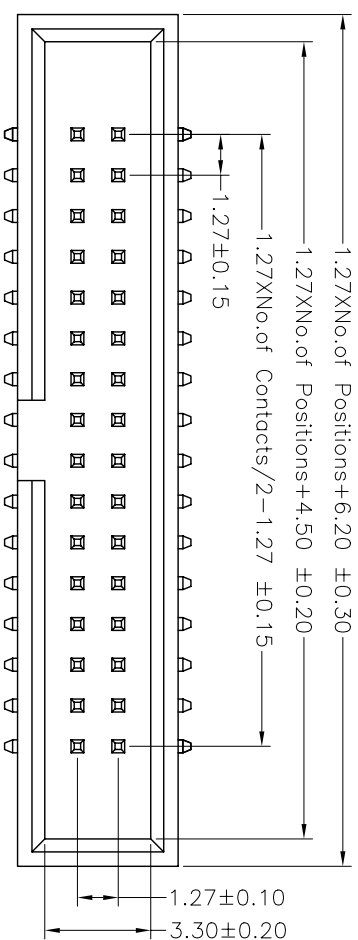 1.27XNo.of Positions+6.20 ±0.30
1.27XNo.of Positions+4.50 ±0.20
1.27XNo.of Contacts/2-1.27 ±0.15
1.27±0.15
1.27±0.10
3.30±0.20